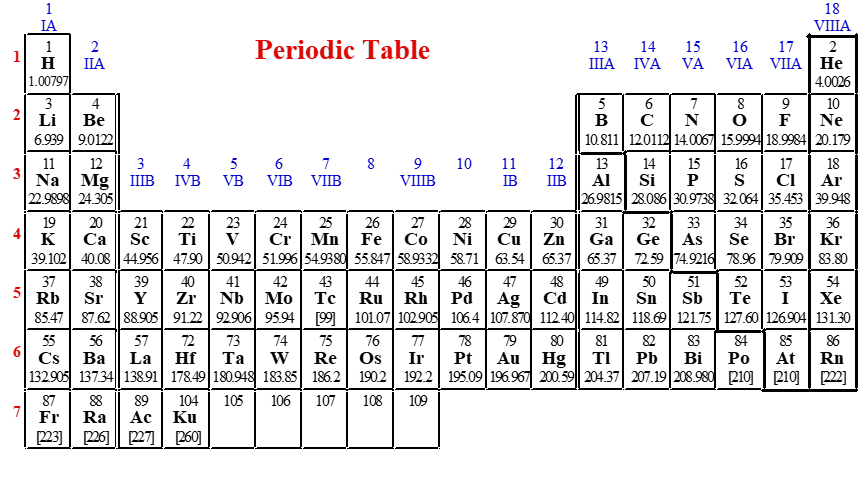 1 18
IA VIIIA
1 2 Periodic Table 13 14 15 16 17 2
1 H IIA IIIA IVA VA VIA VIIA He
1.00797 4.0026
3 4 5 6 7 8 9 10
2 Li Be B C N O F Ne
6.939 9.0122 10.811 12.0112 14.0067 15.9994 18.9984 20.179
11 12 3 4 5 6 7 8 9 10 11 12 13 14 15 16 17 18
3 Na Mg IIIB IVB VB VIB VIIB VIIIB IB IIB Al Si P S Cl Ar
22.9898 24.305 26.9815 28.086 30.9738 32.064 35.453 39.948
19 20 21 22 23 24 25 26 27 28 29 30 31 32 33 34 35 36
4 K Ca Sc Ti V Cr Mn Fe Co Ni Cu Zn Ga Ge As Se Br Kr
39.102 40.08 44.956 47.90 50.942 51.996 54.9380 55.847 58.9332 58.71 63.54 65.37 65.37 72.59 74.9216 78.96 79.909 83.80
37 38 39 40 41 42 43 44 45 46 47 48 49 50 51 52 53 54
5 Rb Sr Y Zr Nb Mo Tc Ru Rh Pd Ag Cd In Sn Sb Te I Xe
85.47 87.62 88.905 91.22 92.906 95.94 [99] 101.07 102.905 106.4 107.870 112.40 114.82 118.69 121.75 127.60 126.904 131.30
55 56 57 72 73 74 75 76 77 78 79 80 81 82 83 84 85 86
6 Cs Ba La Hf Ta W Re Os Ir Pt Au Hg Tl Pb Bi Po At Rn
132.905 137.34 138.91 178.49 180.948 183.85 186.2 190.2 192.2 195.09 196.967 200.59 204.37 207.19 208.980 [210] [210] [222]
87 88 89 104 105 106 107 108 109
7 Fr Ra Ac Ku
[223] [226] [227] [260]